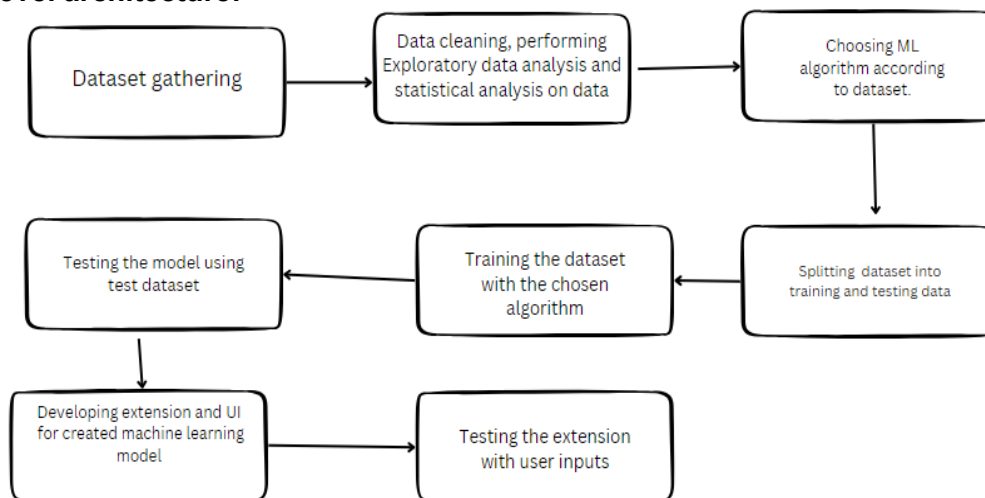 architecture:
Dataset gathering
Data cleaning, performing
Exploratory data analysis and
statistical analysis on data
Choosing ML
algorithm according
to dataset.
Testing the model using
test dataset
Training the dataset
with the chosen
algorithm
Splitting dataset into
training and testing data
Developing extension and UI
for created machine learning
model
Testing the extension
with user inputs